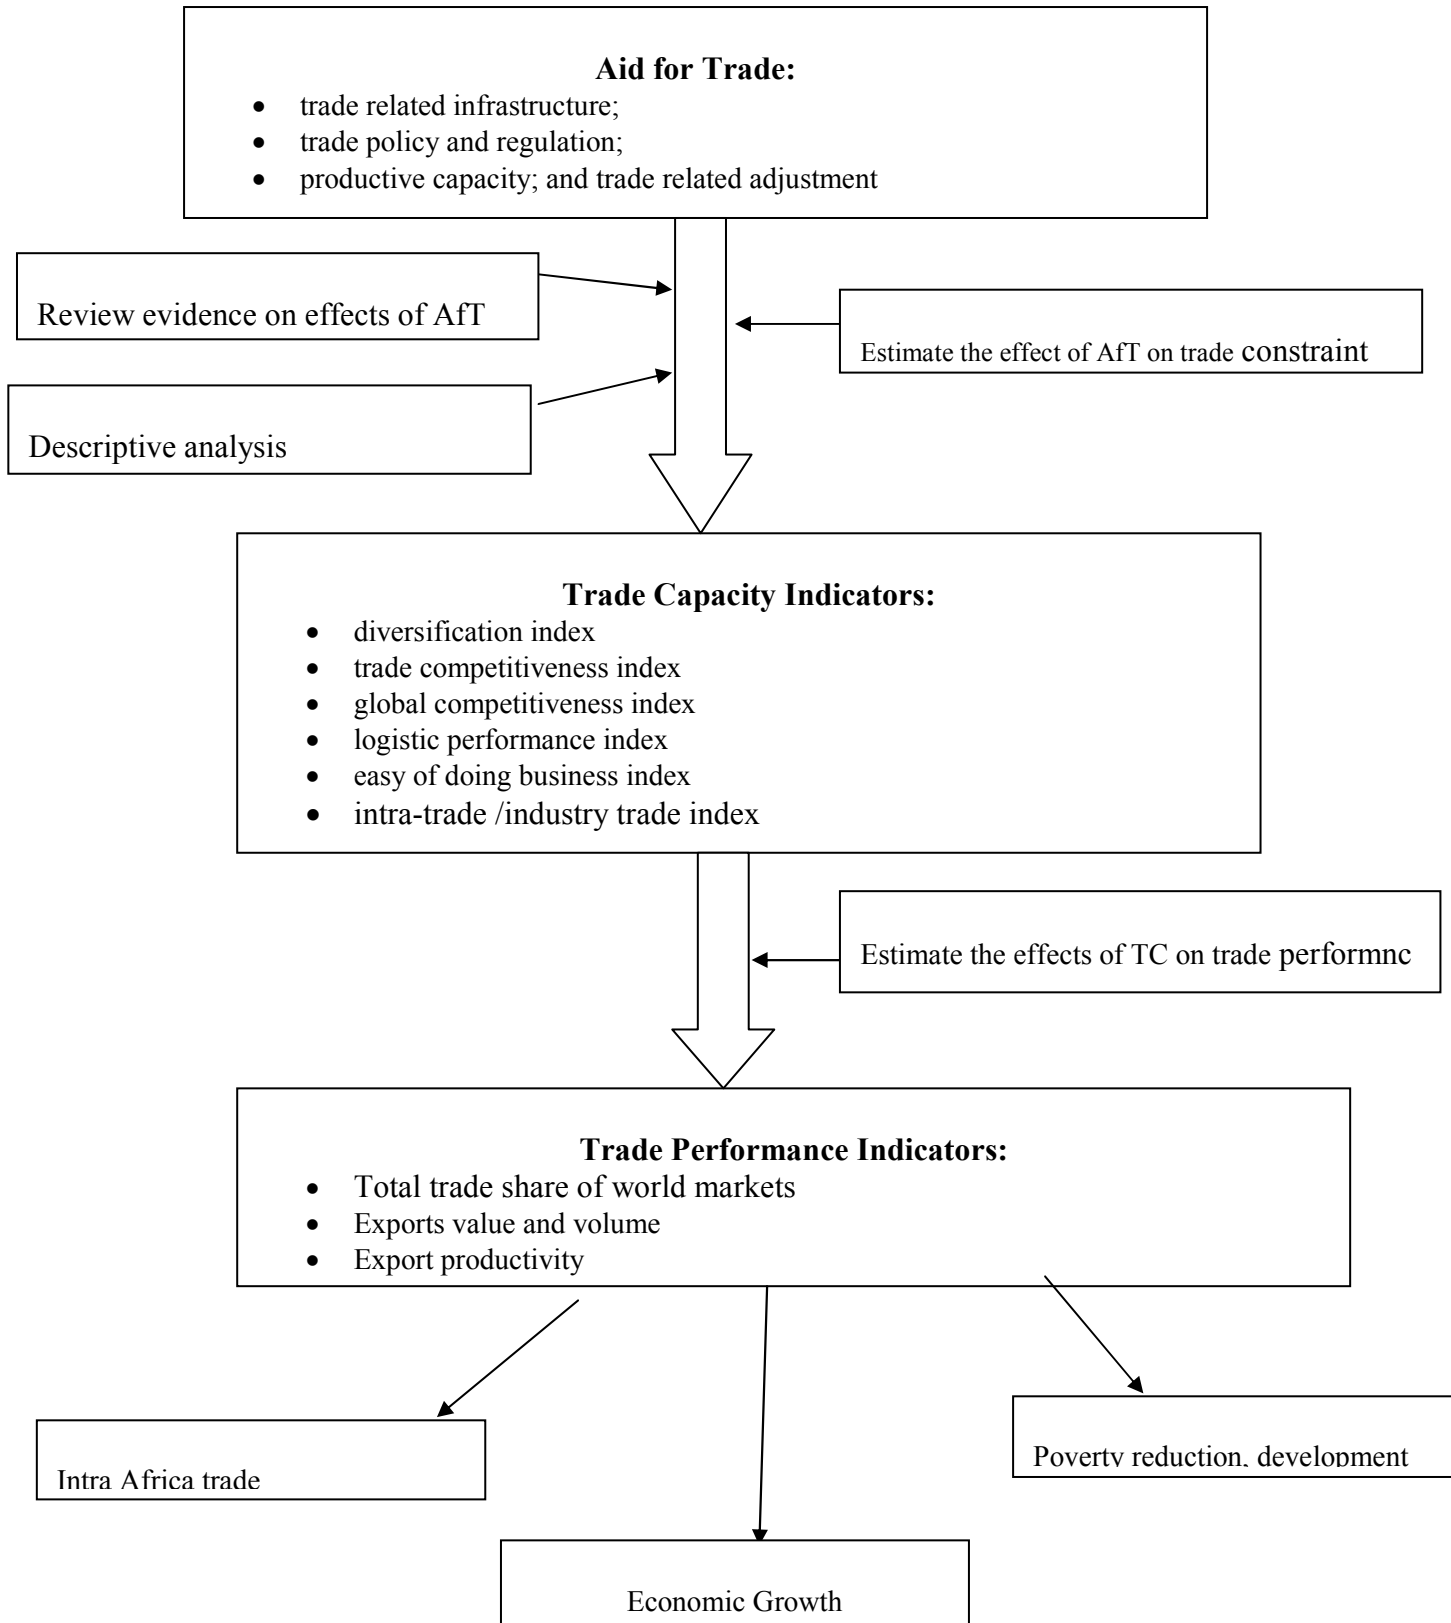 Aid for Trade:
• trade related infrastructure;
• trade policy and regulation;
• productive capacity; and trade related adjustment
Review evidence on effects of AfT
Estimate the effect of AfT on trade constraint
Descriptive analysis
Trade Capacity Indicators:
• diversification index
• trade competitiveness index
• global competitiveness index
• logistic performance index
• easy of doing business index
• intra-trade /industry trade index
Estimate the effects of TC on trade performnc
Trade Performance Indicators:
• Total trade share of world markets
• Exports value and volume
• Export productivity
Intra Africa trade
Poverty reduction, development
Economic Growth